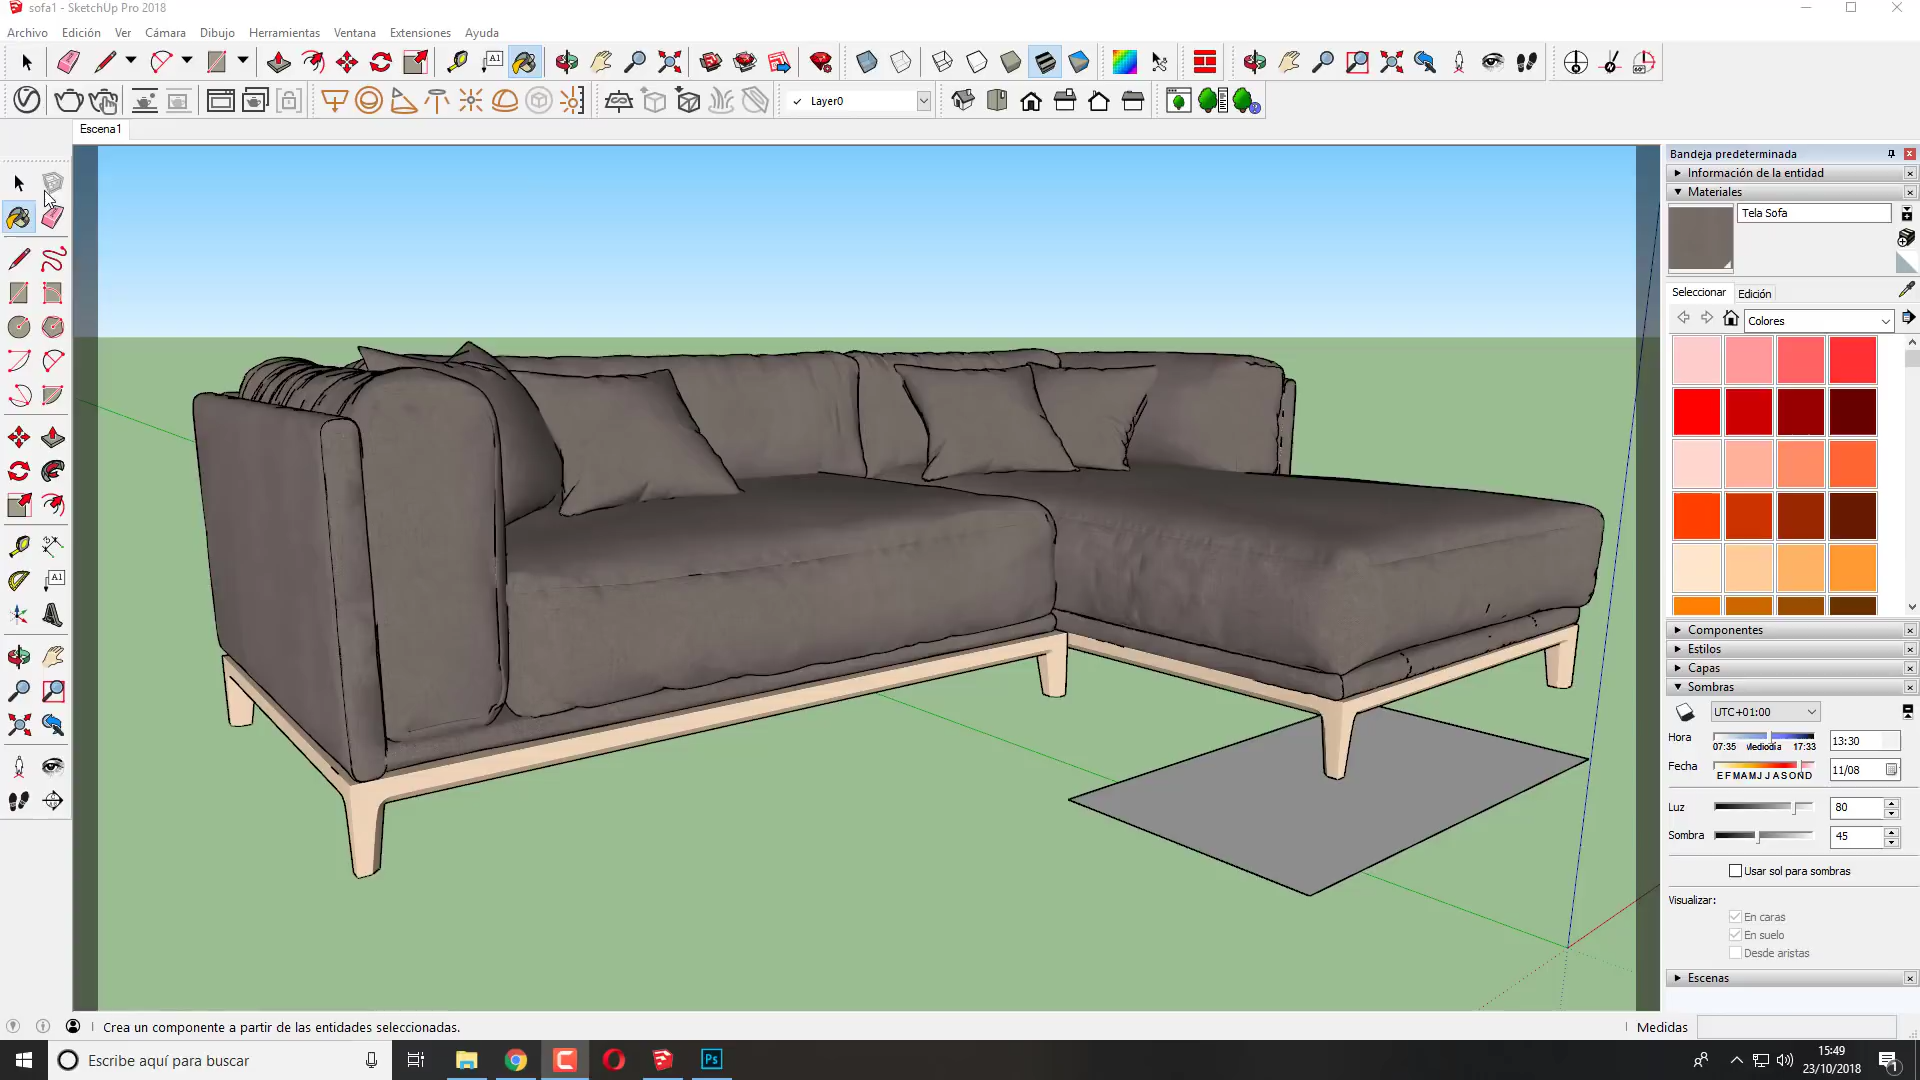 sofa1 - SketchUp Pro 2018
Archivo Edición Ver Cámara Dibujo Herramientas Ventana Extensiones Ayuda
A1
Layer0
Escena1
Bandeja predeterminada
Información de la entidad
Materiales
Tela Sofa
Seleccionar Edición
Colores
A1
Componentes
Estilos
Capas
Sombras
UTC+01:00
Hora 13:30
07:35 Mediodía 17:33
Fecha 11/08
E F M A M J J A S O N D
Luz 80
Sombra 45
Usar sol para sombras
Visualizar:
En caras
En suelo
Desde aristas
Escenas
Crea un componente a partir de las entidades seleccionadas.
Medidas
Escribe aquí para buscar
Ps
15:49
23/10/2018
1